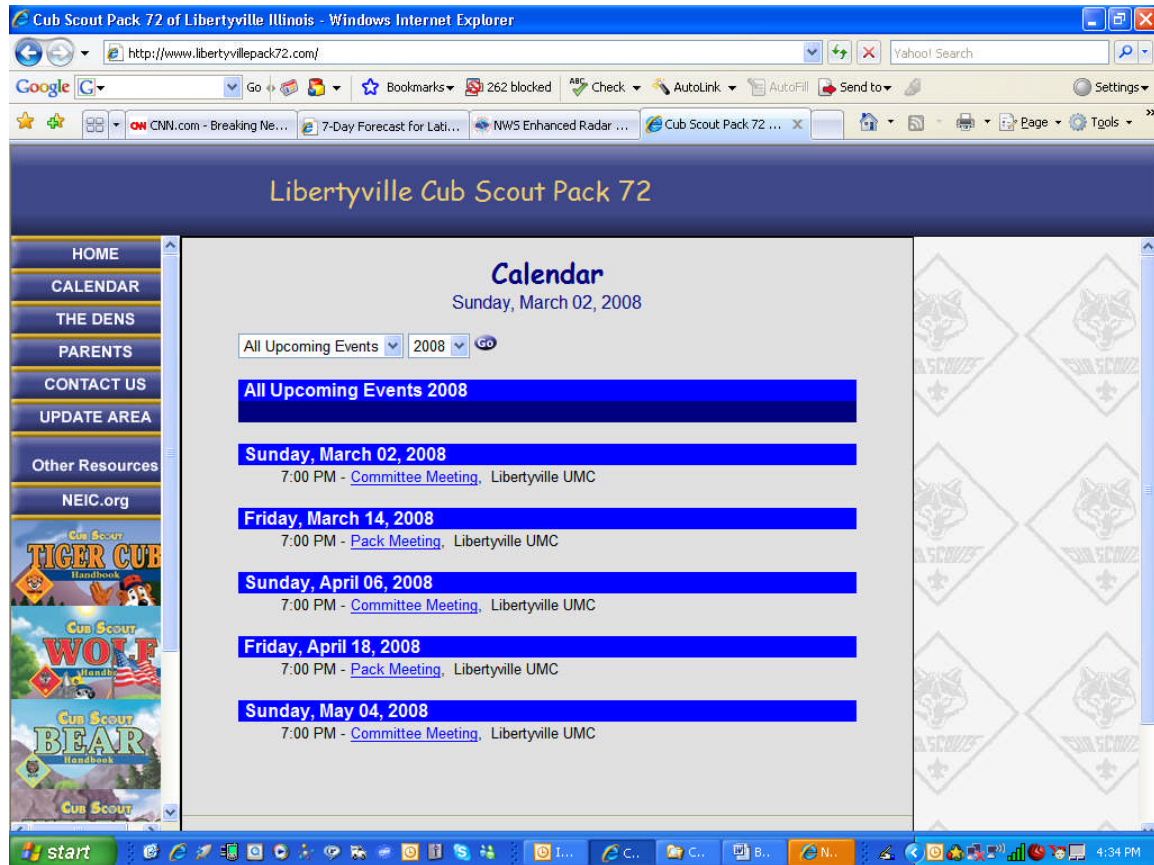 Cub Scout Pack 72 of Libertyville Illinois - Windows Internet Explorer
http://www.libertyvillepack72.com/
Yahoo! Search
Google G Go Bookmarks 262 blocked ABC Check AutoLink AutoFill Send to Settings
CNN.com - Breaking Ne... 7-Day Forecast for Lati... NWS Enhanced Radar ... Cub Scout Pack 72 ... X Page Tools »
Libertyville Cub Scout Pack 72
HOME
CALENDAR
THE DENS
PARENTS
CONTACT US
UPDATE AREA
Other Resources
NEIC.org
Cub Scout
TIGER CUB
Handbook
Cub Scout
WOLF
Cub Scout
BEAR
Handbook
Cub Scout
Calendar
Sunday, March 02, 2008
All Upcoming Events 2008 GO
All Upcoming Events 2008
Sunday, March 02, 2008
7:00 PM - Committee Meeting, Libertyville UMC
Friday, March 14, 2008
7:00 PM - Pack Meeting, Libertyville UMC
Sunday, April 06, 2008
7:00 PM - Committee Meeting, Libertyville UMC
Friday, April 18, 2008
7:00 PM - Pack Meeting, Libertyville UMC
Sunday, May 04, 2008
7:00 PM - Committee Meeting, Libertyville UMC
start I... C.. C... B.. N.. 4:34 PM